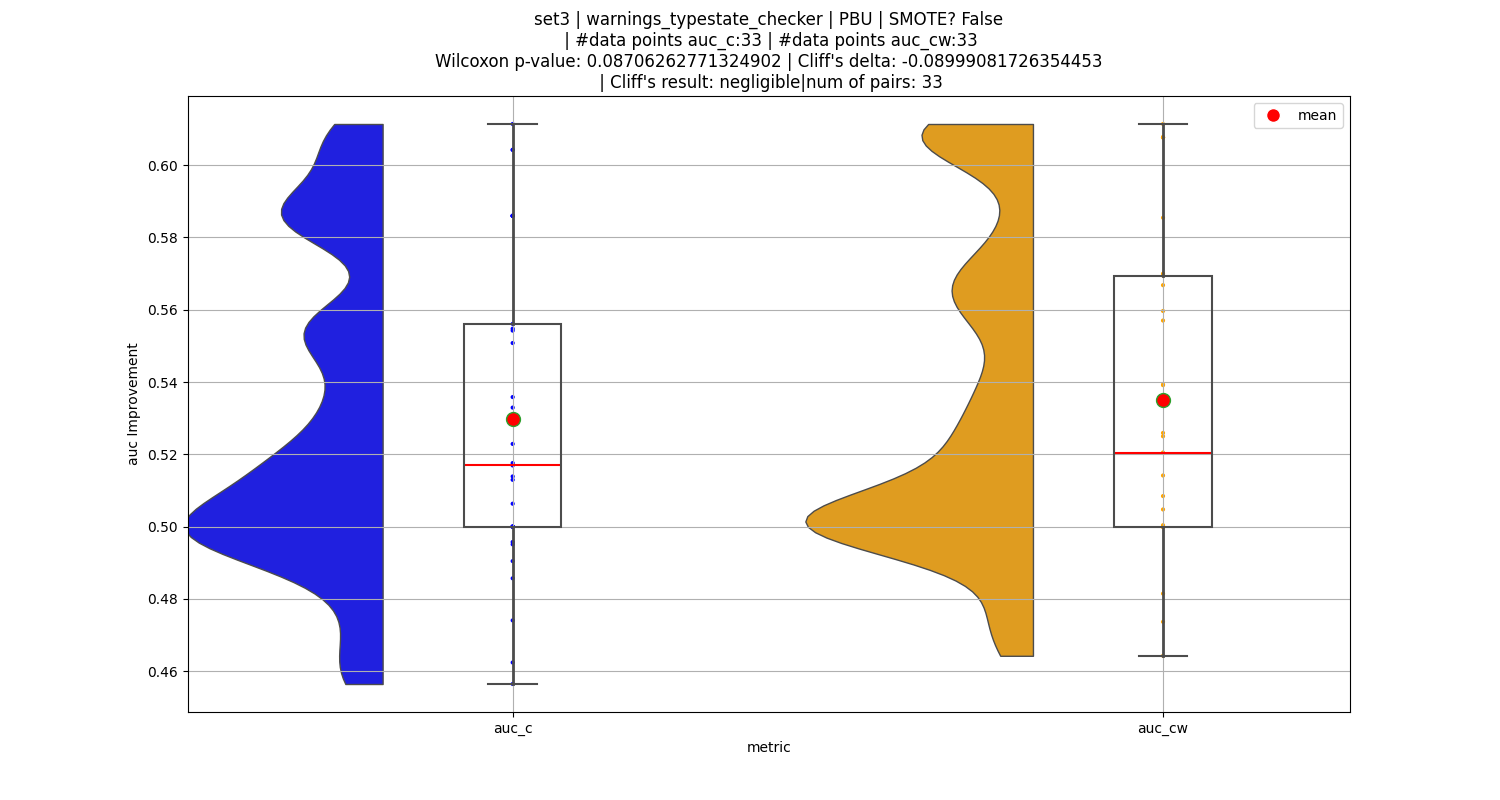 set3 | warnings_typestate_checker | PBU | SMOTE? False
| #data points auc_c:33 | #data points auc_cw:33
Wilcoxon p-value: 0.08706262771324902 | Cliff's delta: -0.08999081726354453
| Cliff's result: negligible|num of pairs: 33
mean
0.60
0.58
0.56
0.54
0.52
0.50
0.48
0.46
auc Improvement
auc_c
auc_cw
metric